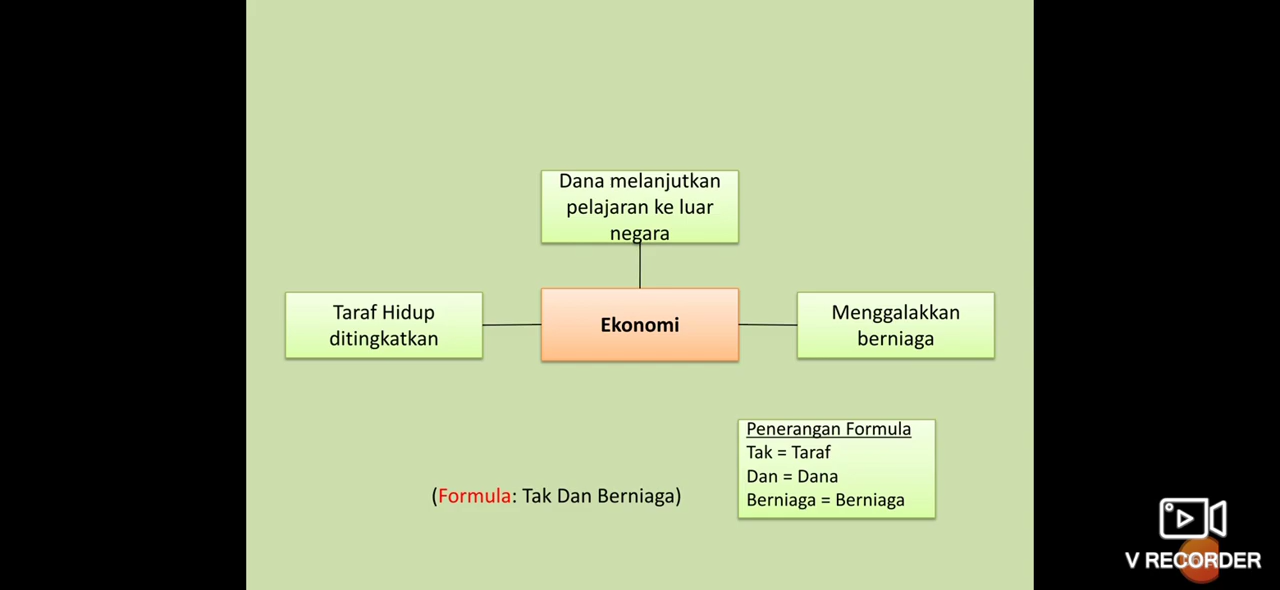 Dana melanjutkan
pelajaran ke luar
negara
Taraf Hidup
ditingkatkan
Ekonomi
Menggalakkan
berniaga
Penerangan Formula
Tak = Taraf
Dan = Dana
Berniaga = Berniaga
(Formula: Tak Dan Berniaga)
V RECORDER